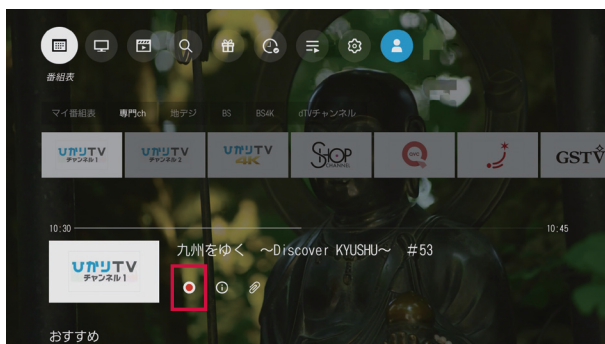 番組表
マイ番組表 専門ch 地デジ BS BS4K dTVチャンネル
ひかりTV チャンネル1 ひかりTV チャンネル2 ひかりTV 4K SHOP CHANNEL QVC GSTV
10:30 10:45
九州をゆく ～Discover KYUSHU～ #53
ひかりTV
チャンネル1
おすすめ